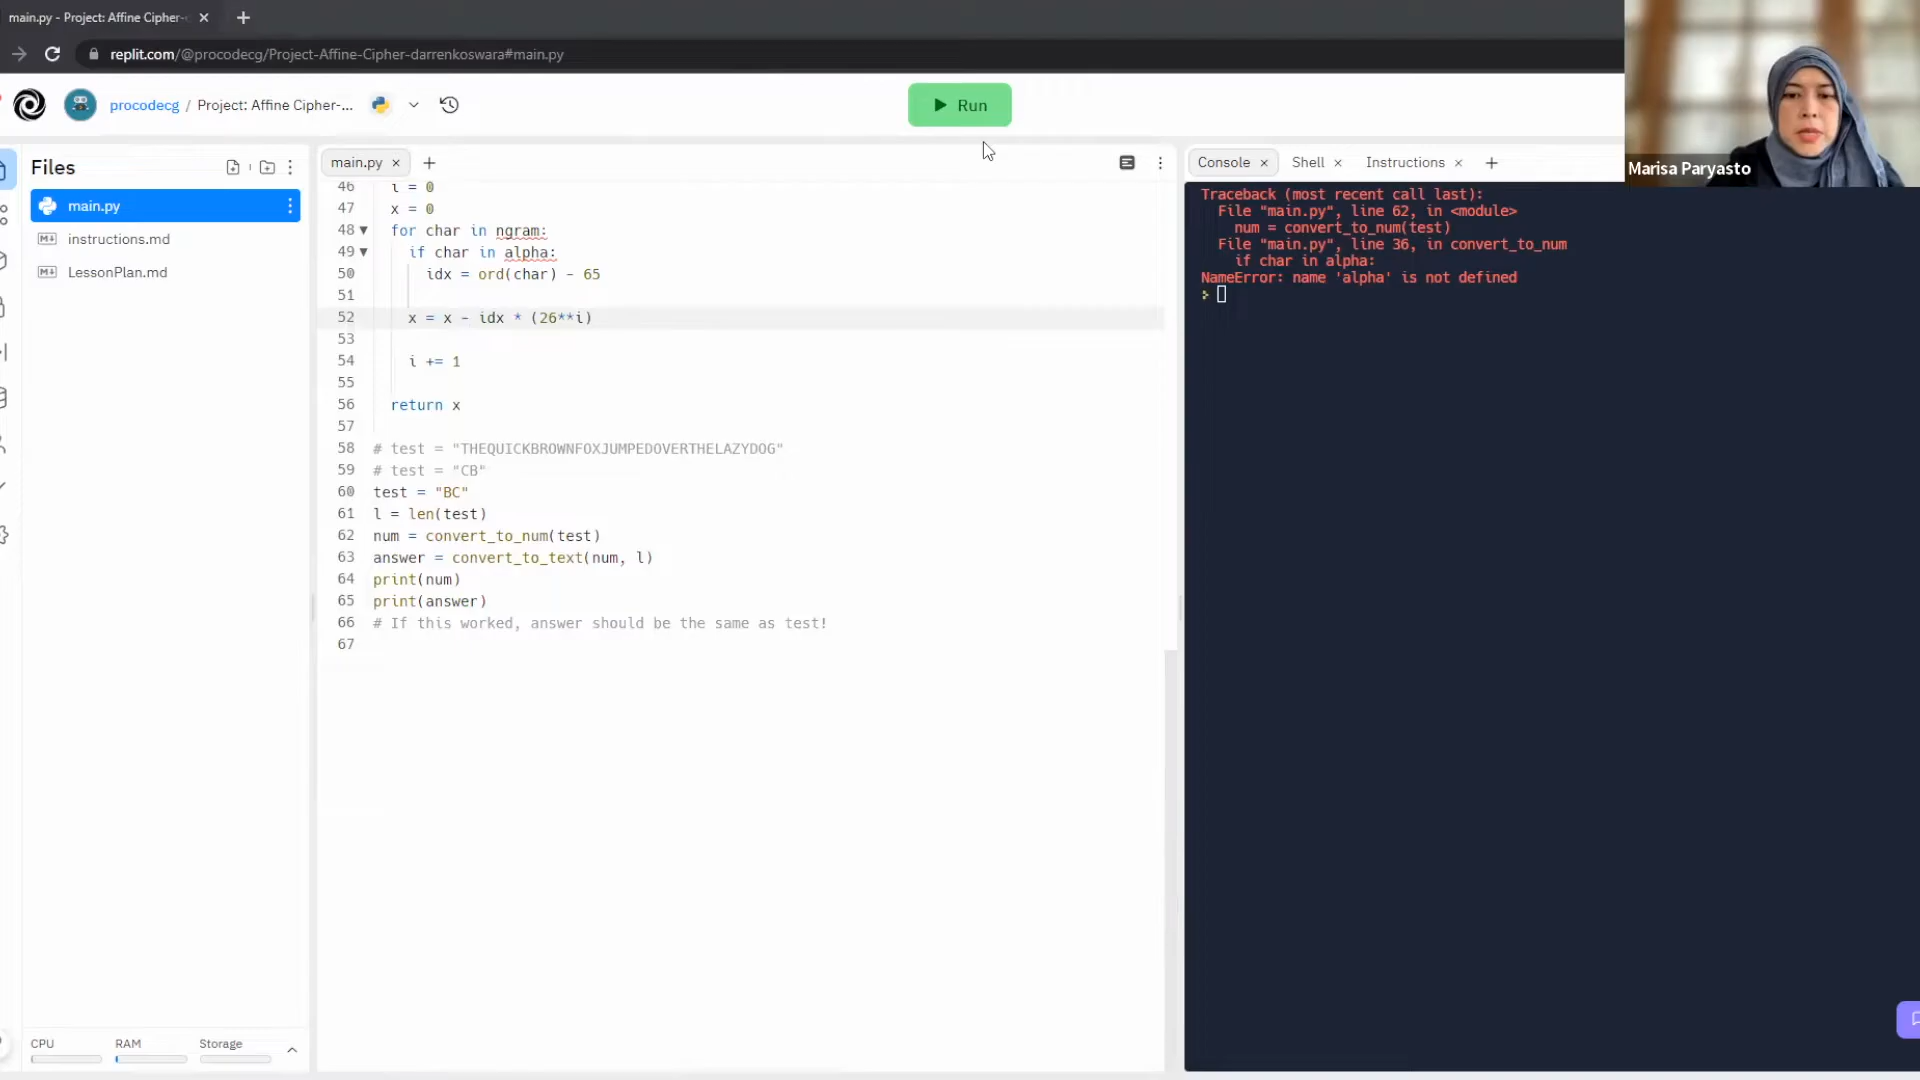 main.py - Project: Affine Cipher-
replit.com/@procodecg/Project-Affine-Cipher-darrenkoswara#main.py
procodecg / Project: Affine Cipher-...
Run
Marisa Paryasto
Files
main.py
instructions.md
LessonPlan.md
CPU
RAM
Storage
main.py
46 i = 0
47 x = 0
48 for char in ngram:
49 if char in alpha:
50 idx = ord(char) - 65
51
52 x = x - idx * (26**i)
53
54 i += 1
55
56 return x
57
58 # test = "THEQUICKBROWNFOXJUMPEDOVERTHELAZYDOG"
59 # test = "CB"
60 test = "BC"
61 l = len(test)
62 num = convert_to_num(test)
63 answer = convert_to_text(num, l)
64 print(num)
65 print(answer)
66 # If this worked, answer should be the same as test!
67
Console
Shell
Instructions
Traceback (most recent call last):
File "main.py", line 62, in <module>
num = convert_to_num(test)
File "main.py", line 36, in convert_to_num
if char in alpha:
NameError: name 'alpha' is not defined